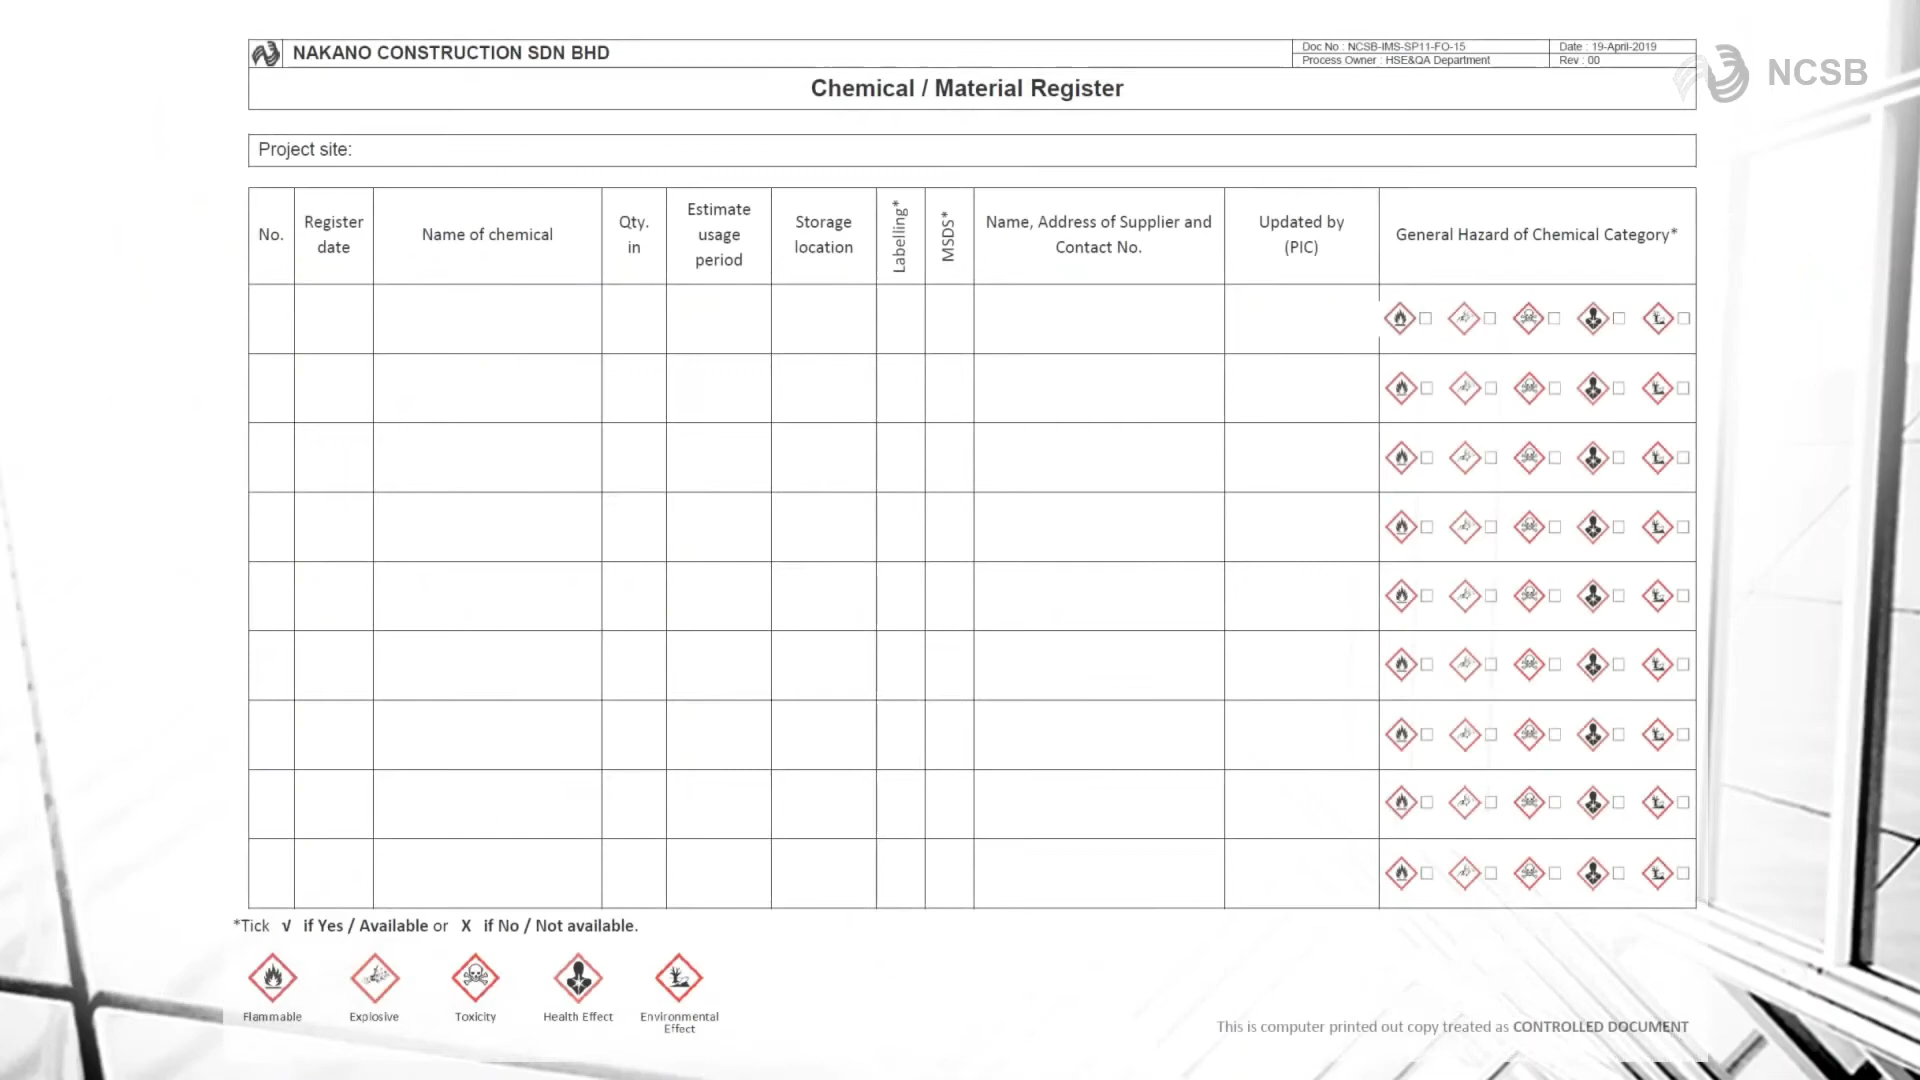 NAKANO CONSTRUCTION SDN BHD
Doc No : NCSB-IMS-SP11-FO-15
Date : 19-April-2019
Process Owner : HSE&QA Department
Rev : 00
NCSB
Chemical / Material Register
Project site:
No.
Register
date
Name of chemical
Qty.
in
Estimate
usage
period
Storage
location
Labelling*
MSDS*
Name, Address of Supplier and
Contact No.
Updated by
(PIC)
General Hazard of Chemical Category*
*Tick √ if Yes / Available or X if No / Not available.
Flammable
Explosive
Toxicity
Health Effect
Environmental
Effect
This is computer printed out copy treated as CONTROLLED DOCUMENT